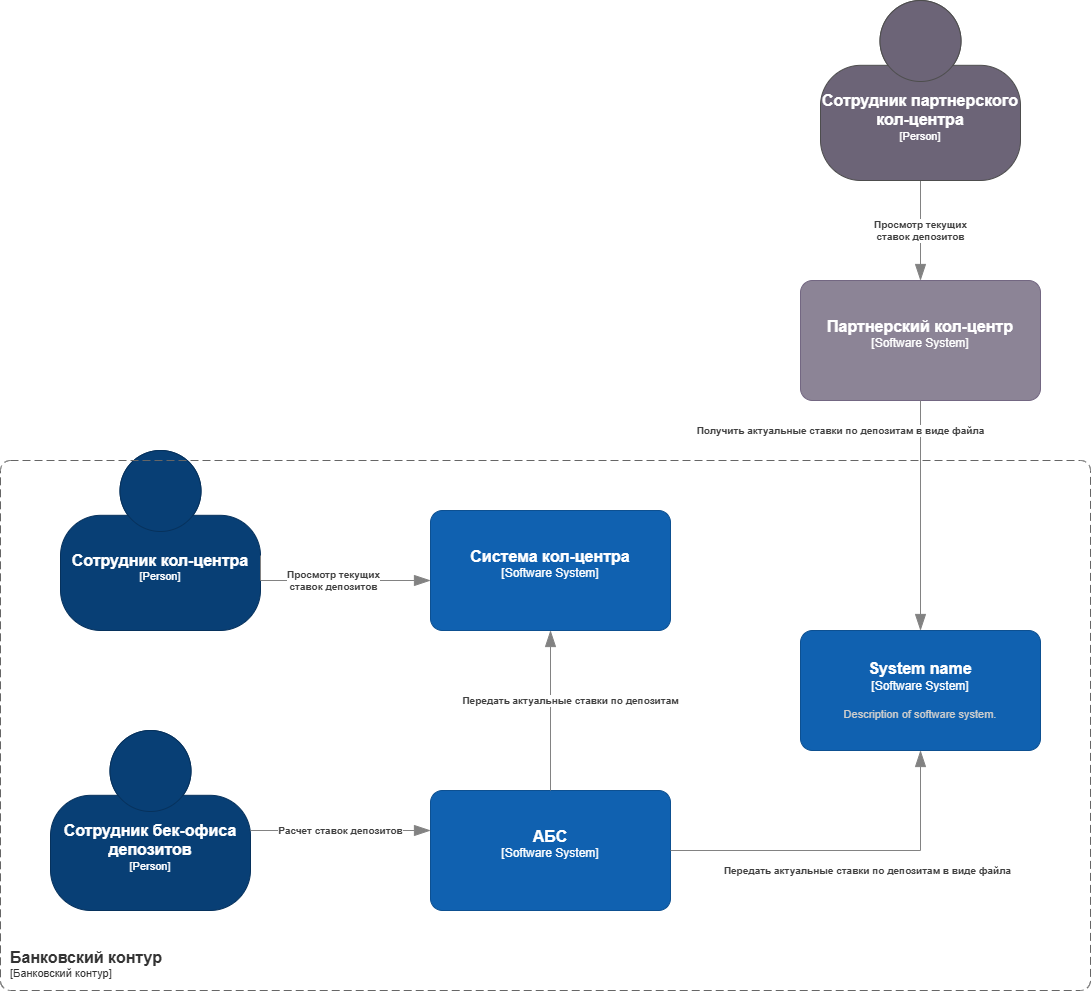 Сотрудник партнерского
кол-центра
[Person]
Просмотр текущих
ставок депозитов
Партнерский кол-центр
[Software System]
Получить актуальные ставки по депозитам в виде файла
Сотрудник кол-центра
[Person]
Просмотр текущих
ставок депозитов
Система кол-центра
[Software System]
System name
[Software System]
Description of software system.
Передать актуальные ставки по депозитам
Сотрудник бек-офиса
депозитов
[Person]
Расчет ставок депозитов
АБС
[Software System]
Передать актуальные ставки по депозитам в виде файла
Банковский контур
[Банковский контур]